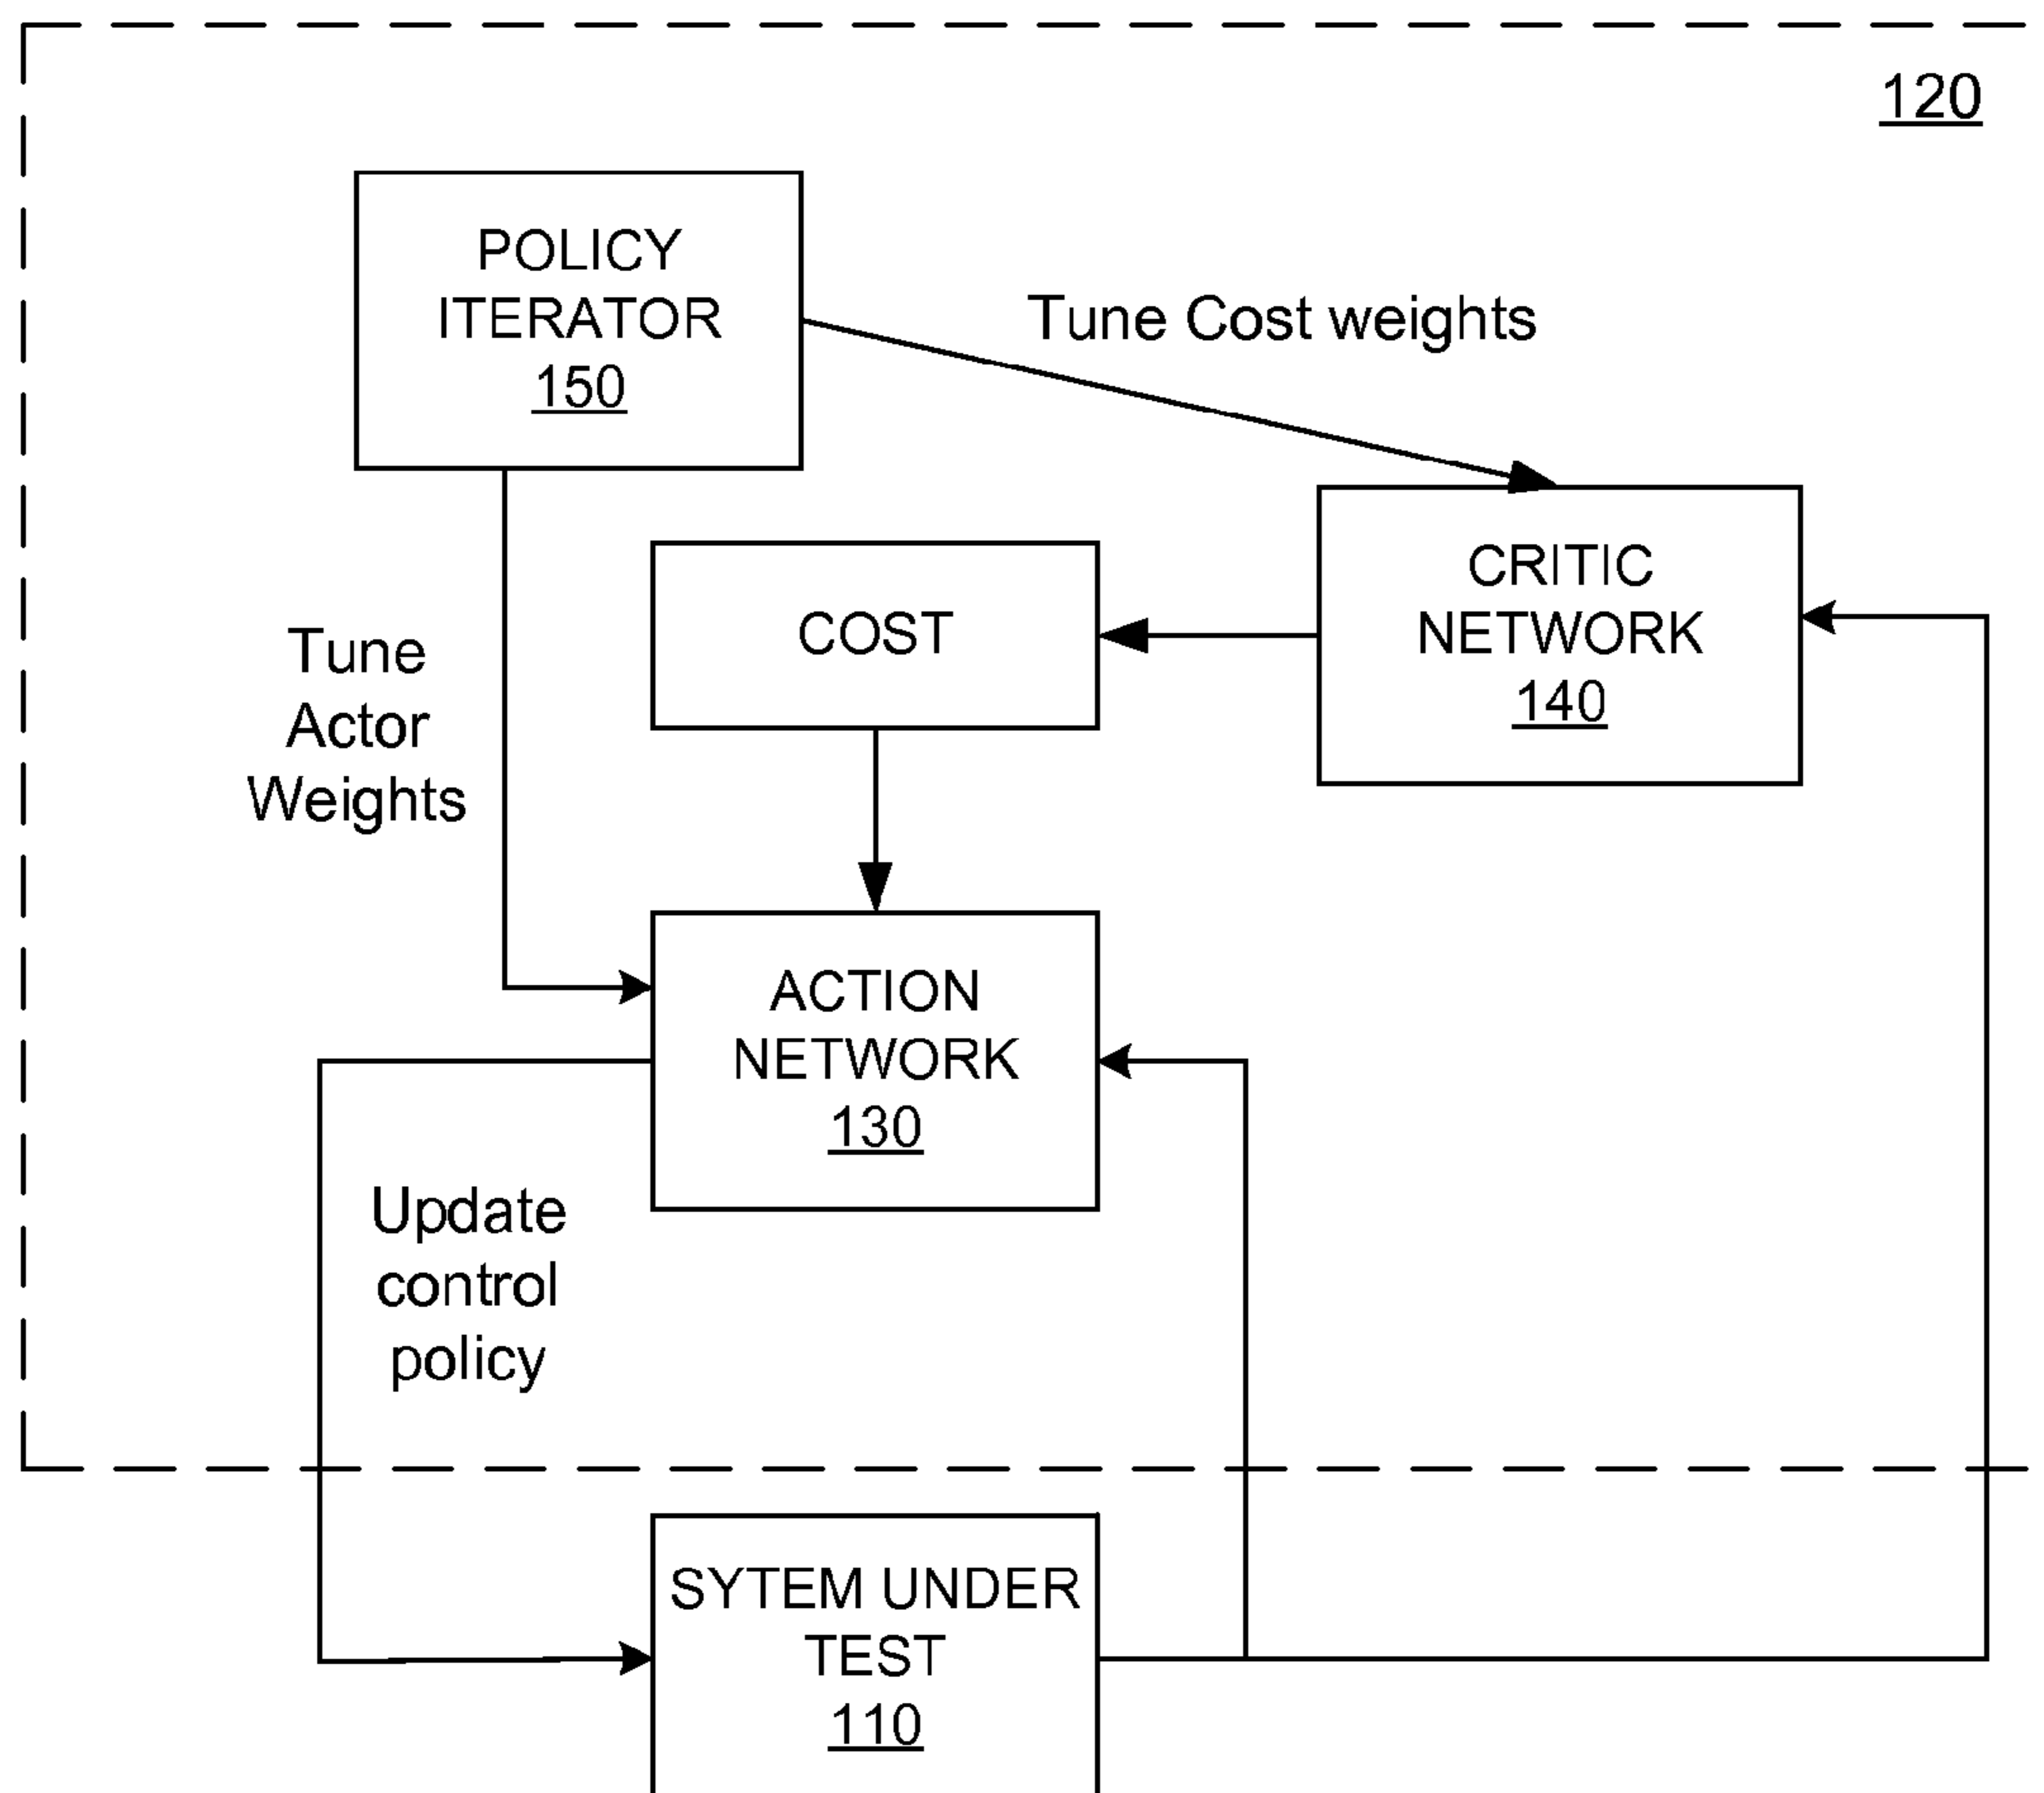 120
POLICY
ITERATOR
150
Tune Cost weights
CRITIC
NETWORK
140
COST
Tune
Actor
Weights
ACTION
NETWORK
130
Update
control
policy
SYTEM UNDER
TEST
110